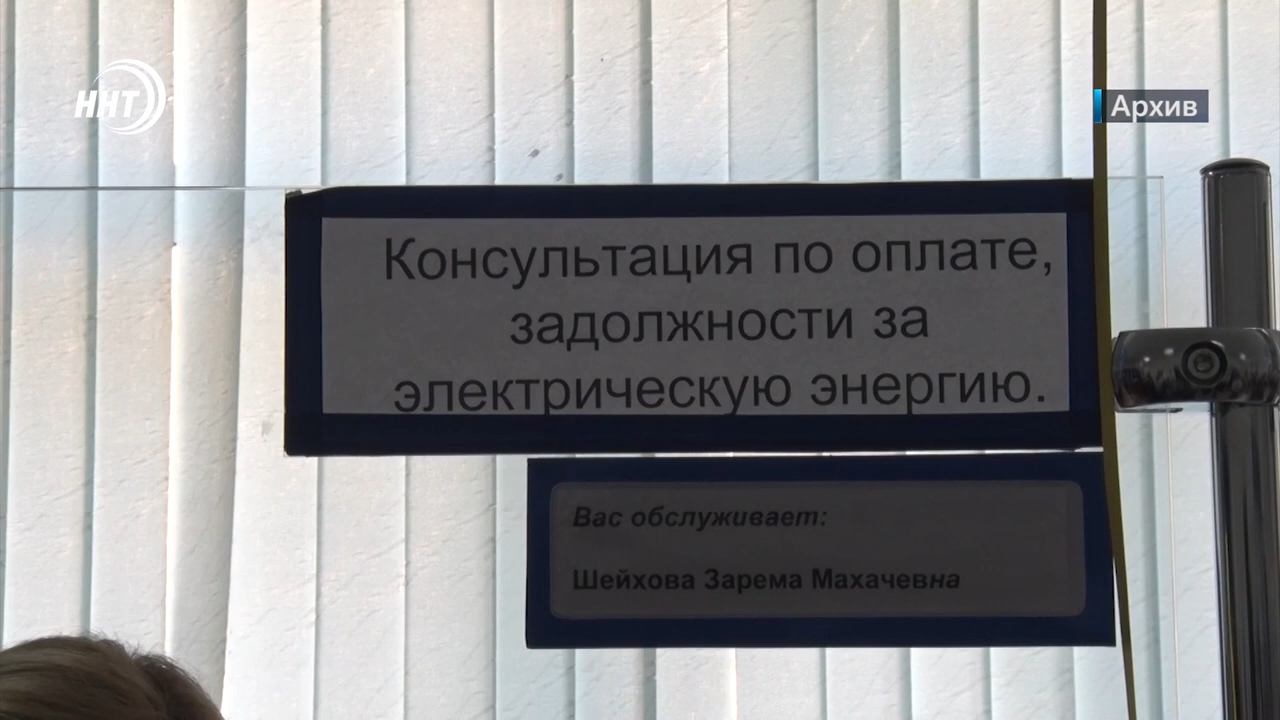 ННТ
Архив
Консультация по оплате,
задолжности за
электрическую энергию.
Вас обслуживает:
Шейхова Зарема Махачевна